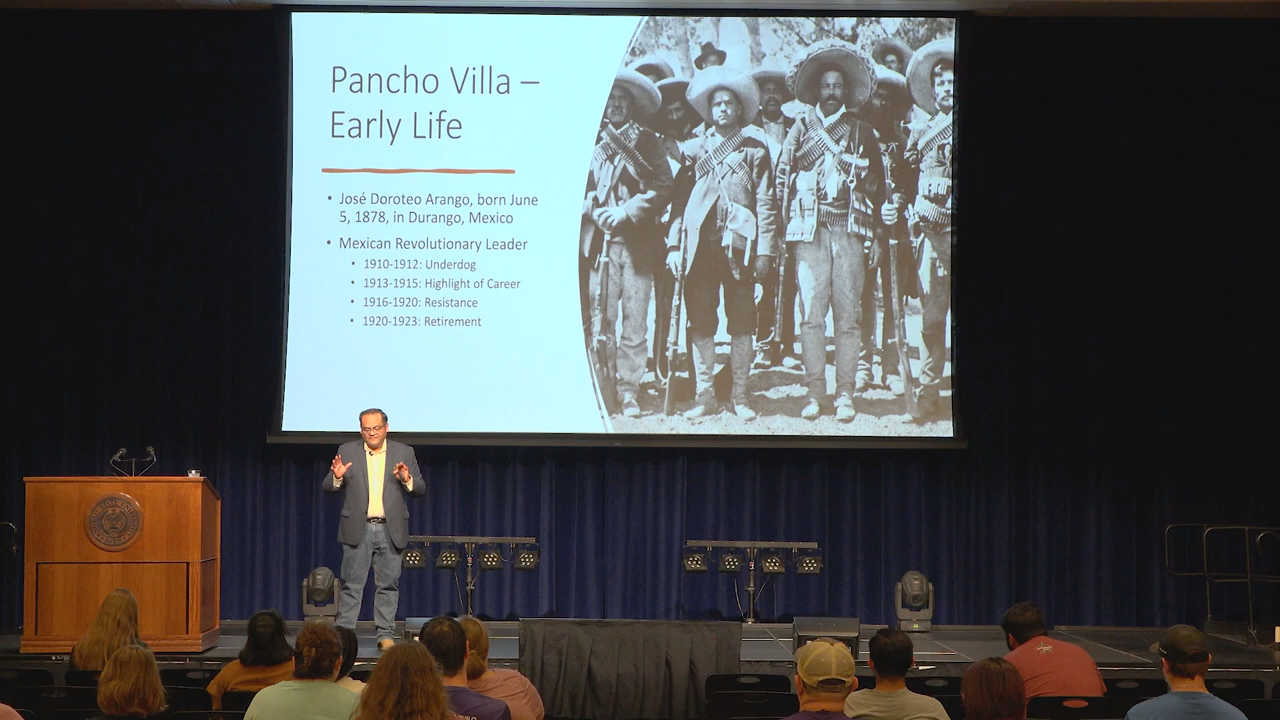 Pancho Villa –
Early Life
• José Doroteo Arango, born June
5, 1878, in Durango, Mexico
• Mexican Revolutionary Leader
• 1910-1912: Underdog
• 1913-1915: Highlight of Career
• 1916-1920: Resistance
• 1920-1923: Retirement